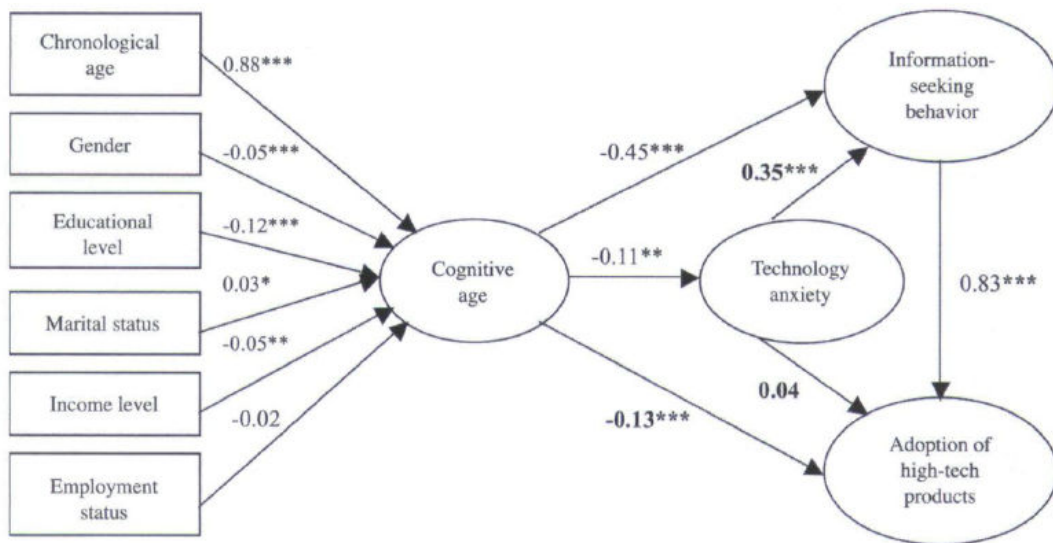 Chronological
age
0.88***
Gender
-0.05***
Educational
level
-0.12***
Marital status
0.03*
Income level
-0.05**
Employment
status
-0.02
Cognitive
age
-0.45***
-0.11**
-0.13***
Technology
anxiety
0.35***
0.04
Information-
seeking
behavior
0.83***
Adoption of
high-tech
products